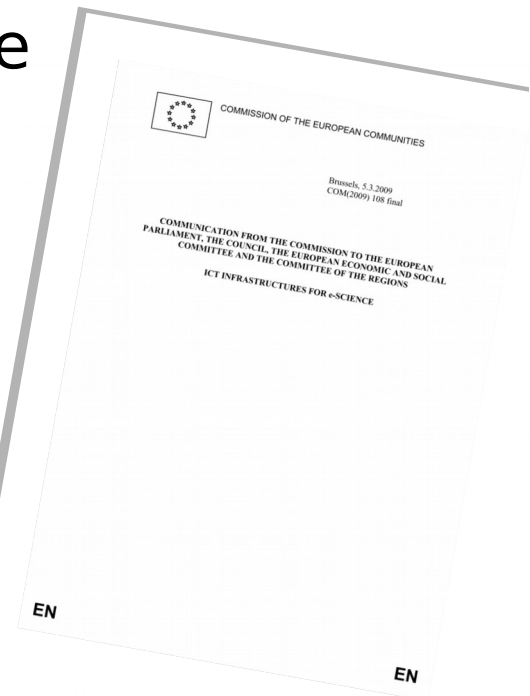 e
COMMISSION OF THE EUROPEAN COMMUNITIES
Brussels, 5.3.2009
COM(2009) 108 final
COMMUNICATION FROM THE COMMISSION TO THE EUROPEAN
PARLIAMENT, THE COUNCIL, THE EUROPEAN ECONOMIC AND SOCIAL
COMMITTEE AND THE COMMITTEE OF THE REGIONS
ICT INFRASTRUCTURES FOR e-SCIENCE
EN
EN